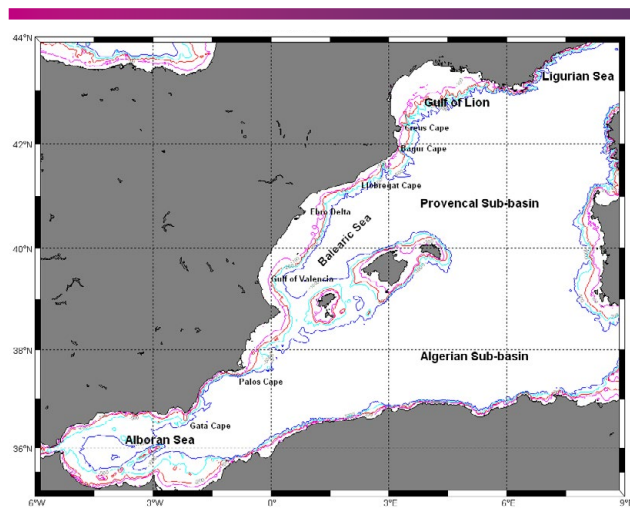 44°N
Ligurian Sea
Gulf of Lion
Creus Cape
42°N
Bagur Cape
Llobregat Cape
Provencal Sub-basin
Ebro Delta
Balearic Sea
40°N
Gulf of Valencia
38°N
Algerian Sub-basin
Palos Cape
Gata Cape
Alboran Sea
36°N
6°W
3°W
0°
3°E
6°E
9°E